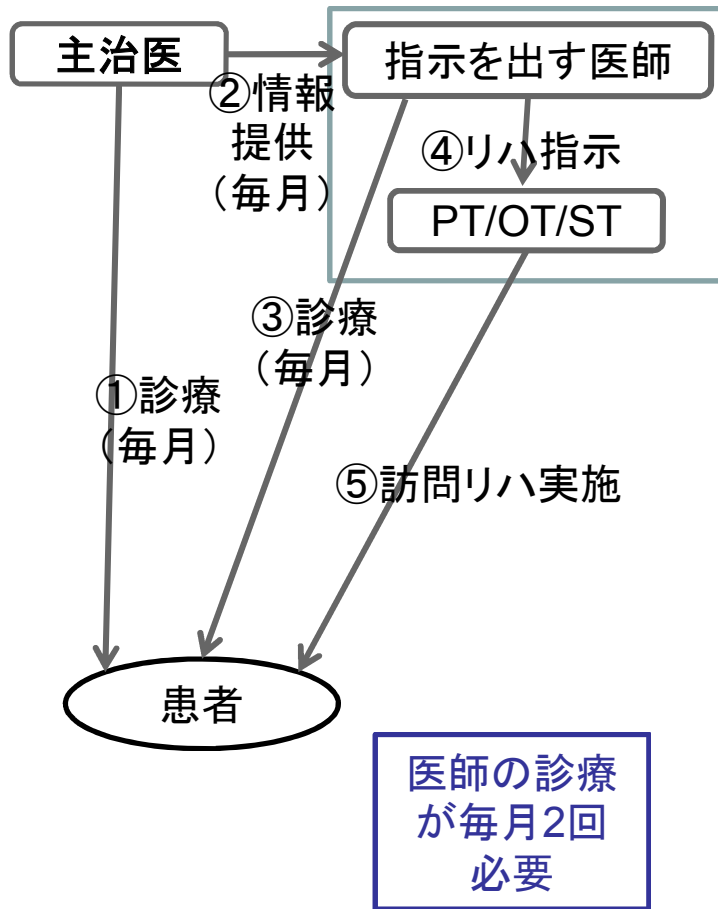 主治医
指示を出す医師
②情報
提供
（毎月）
④リハ指示
PT/OT/ST
③診療
（毎月）
①診療
（毎月）
⑤訪問リハ実施
患者
医師の診療
が毎月2回
必要